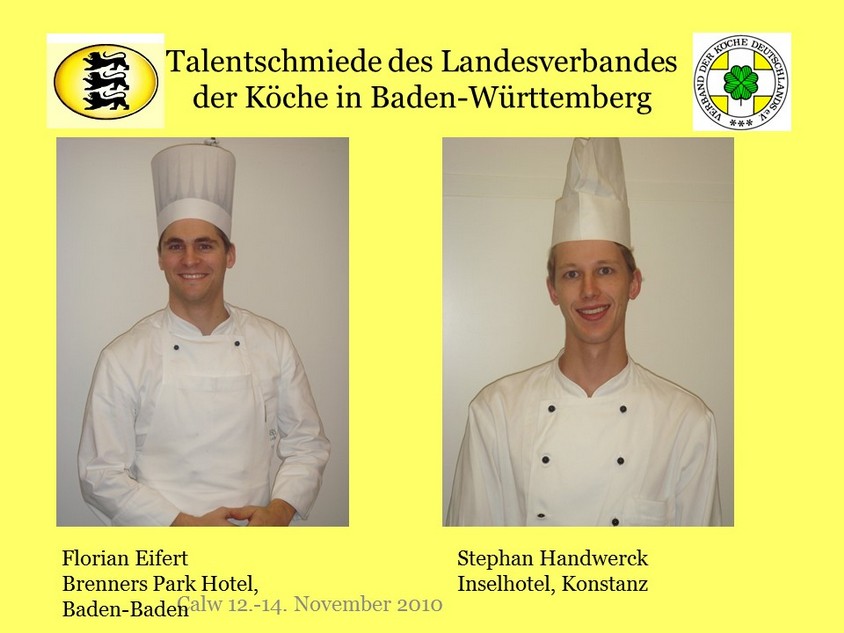 Talentschmiede des Landesverbandes
der Köche in Baden-Württemberg
VERBAND DER KÖCHE DEUTSCHLANDS e.V.
Florian Eifert
Brenners Park Hotel,
Baden-Baden
Stephan Handwerck
Inselhotel, Konstanz
Calw 12.-14. November 2010